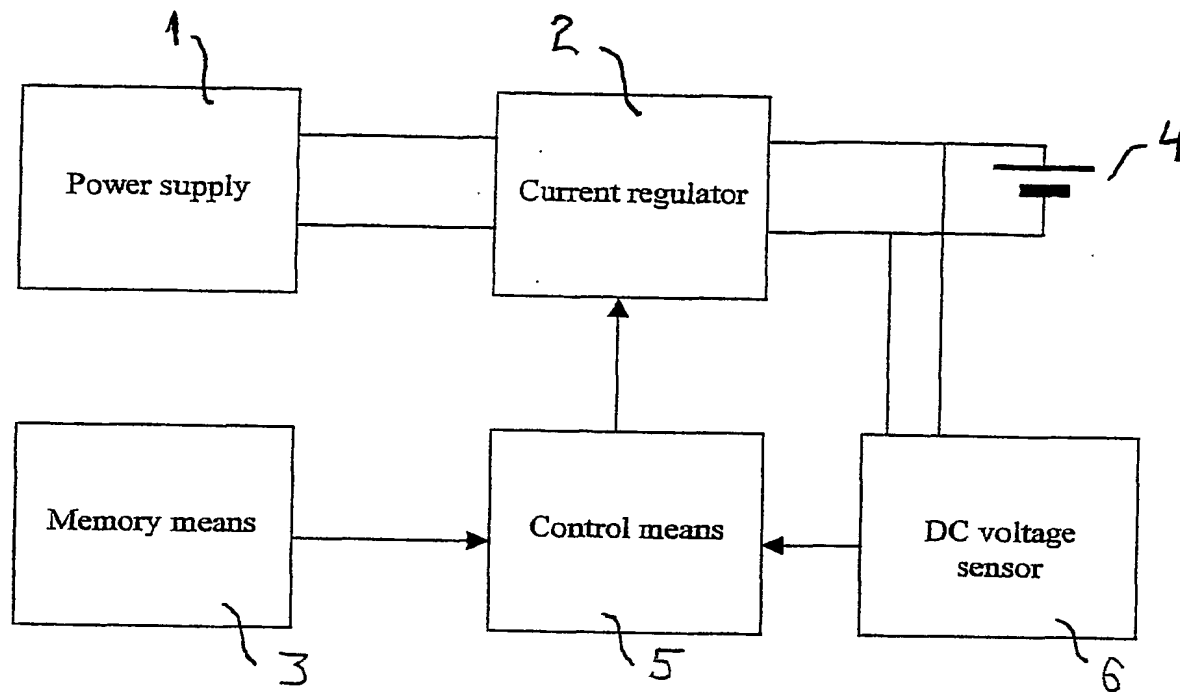 1
2
Power supply
Current regulator
4
Memory means
Control means
DC voltage
sensor
3
5
6